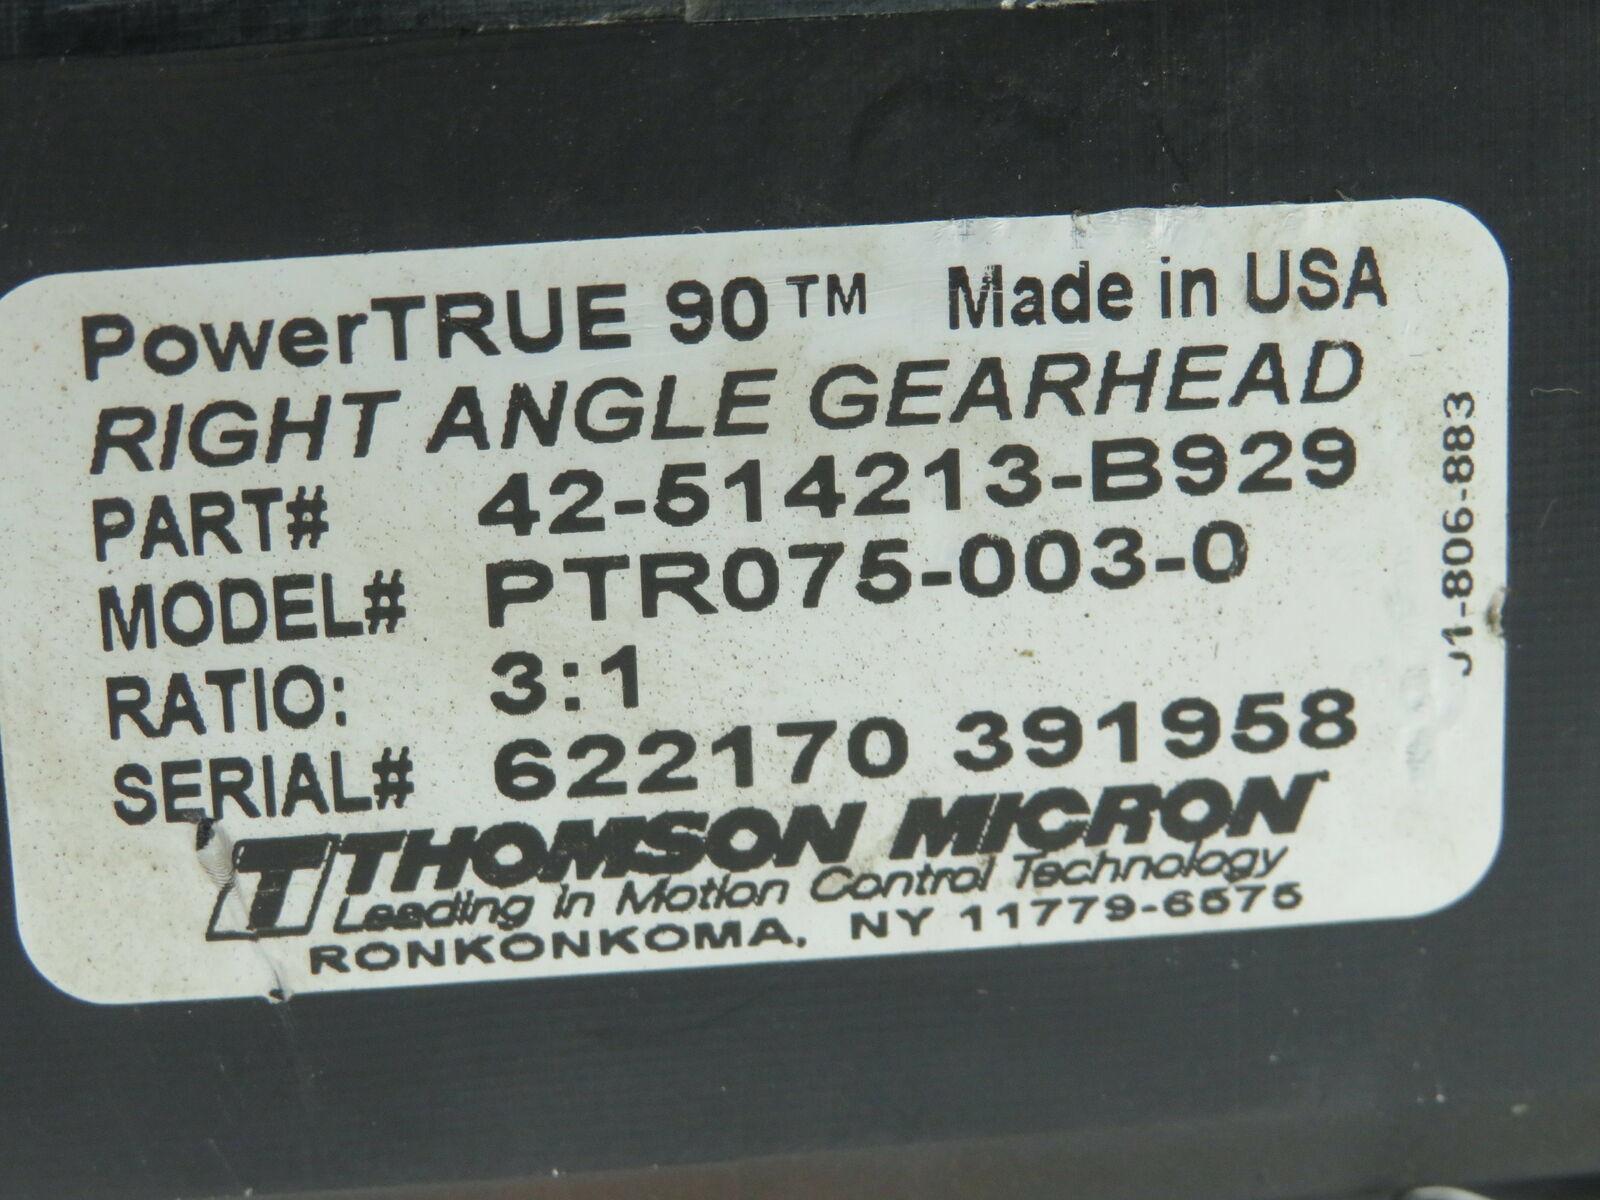 PowerTRUE 90™ Made in USA
RIGHT ANGLE GEARHEAD
PART# 42-514213-B929
MODEL# PTR075-003-0
RATIO: 3:1
SERIAL# 622170 391958
T THOMSON MICRON
Leading in Motion Control Technology
RONKONKOMA, NY 11779-6575
J1-806-883